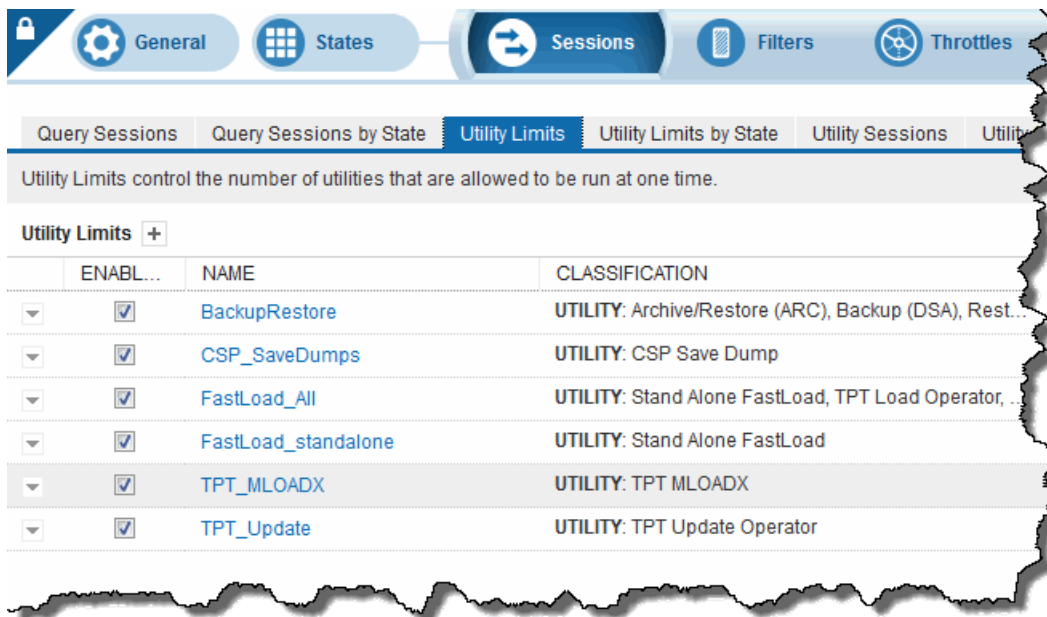 General States Sessions Filters Throttles
Query Sessions Query Sessions by State Utility Limits Utility Limits by State Utility Sessions Utility
Utility Limits control the number of utilities that are allowed to be run at one time.
Utility Limits +
ENABL... NAME CLASSIFICATION
BackupRestore UTILITY: Archive/Restore (ARC), Backup (DSA), Rest...
CSP_SaveDumps UTILITY: CSP Save Dump
FastLoad_All UTILITY: Stand Alone FastLoad, TPT Load Operator, ...
FastLoad_standalone UTILITY: Stand Alone FastLoad
TPT_MLOADX UTILITY: TPT MLOADX
TPT_Update UTILITY: TPT Update Operator